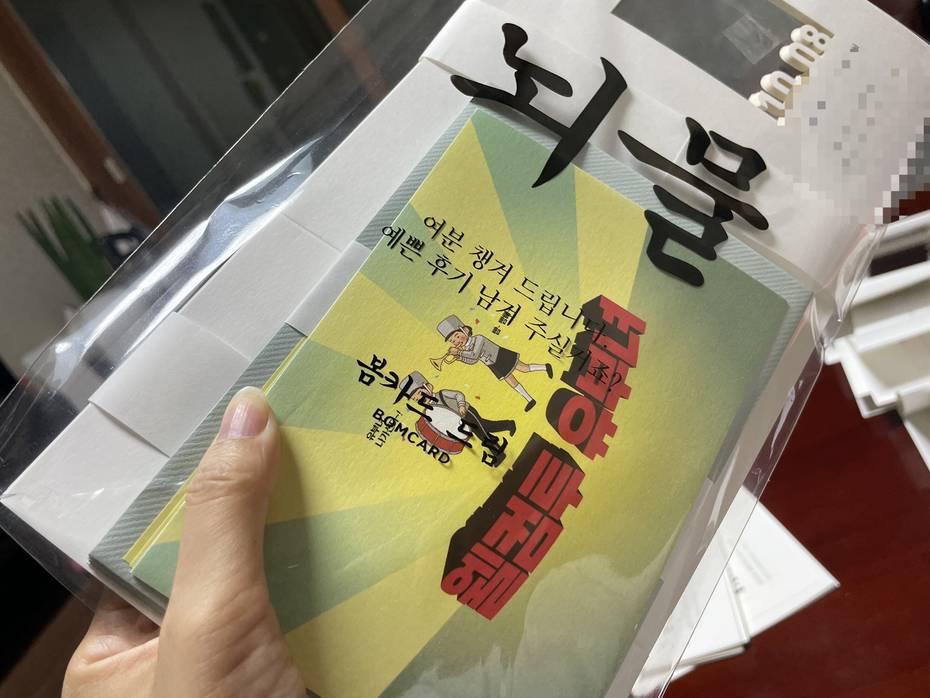 10.08
뇌물
여분 챙겨 드립니다.
예쁜 후기 남겨 주실거죠?
봄카드 드림
BOMCARD